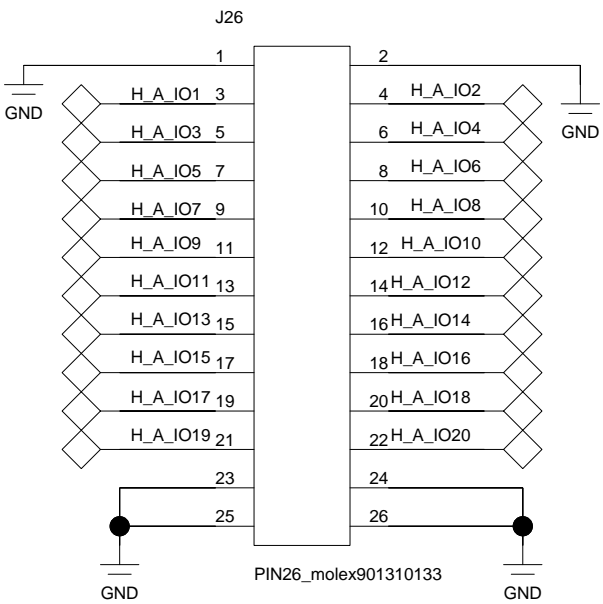 J26
1 2
GND GND
H_A_IO1 3 4 H_A_IO2
H_A_IO3 5 6 H_A_IO4
H_A_IO5 7 8 H_A_IO6
H_A_IO7 9 10 H_A_IO8
H_A_IO9 11 12 H_A_IO10
H_A_IO11 13 14 H_A_IO12
H_A_IO13 15 16 H_A_IO14
H_A_IO15 17 18 H_A_IO16
H_A_IO17 19 20 H_A_IO18
H_A_IO19 21 22 H_A_IO20
23 24
25 26
PIN26_molex901310133
GND GND